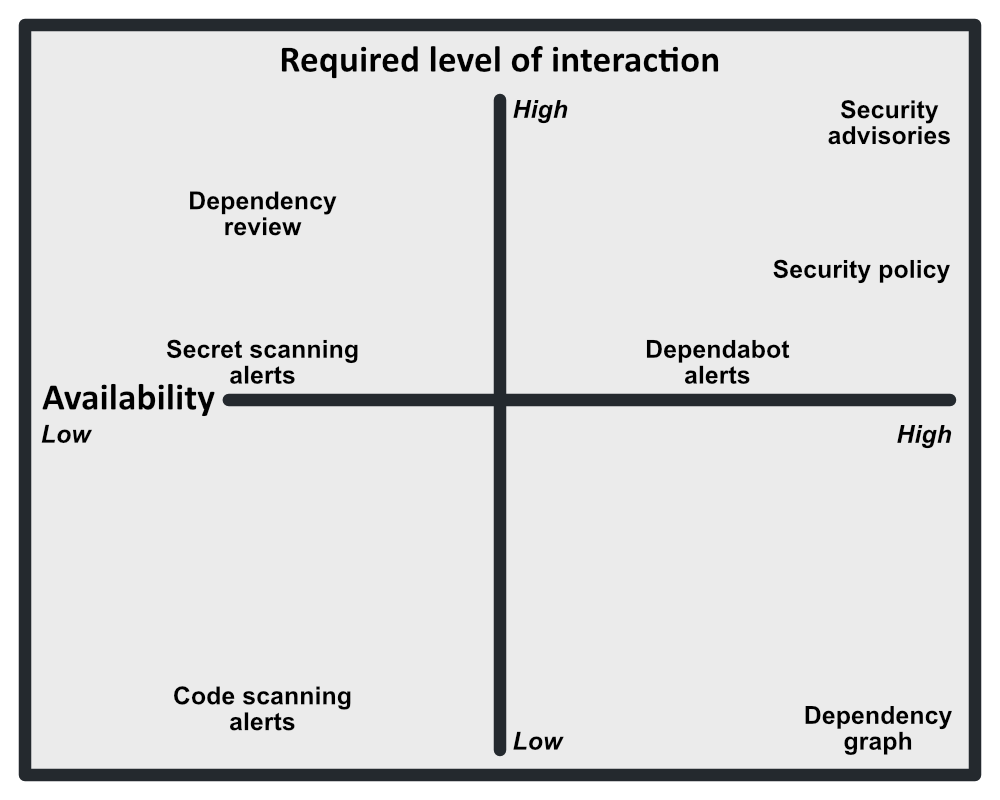 Required level of interaction
High
Security
advisories
Dependency
review
Security policy
Secret scanning
alerts
Dependabot
alerts
Availability
Low
High
Code scanning
alerts
Dependency
graph
Low